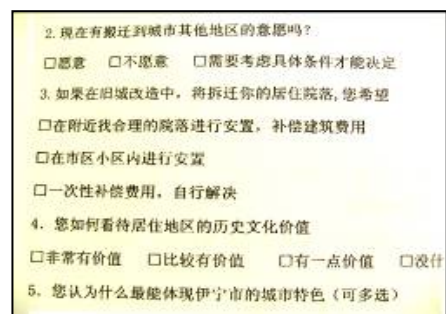 2. 现在有搬迁到城市其他地区的意愿吗？
□愿意 □不愿意 □需要考虑具体条件才能决定
3. 如果在旧城改造中，将拆迁你的居住院落，您希望
□在附近找合理的院落进行安置，补偿建筑费用
□在市区小区内进行安置
□一次性补偿费用，自行解决
4. 您如何看待居住地区的历史文化价值
□非常有价值 □比较有价值 □有一点价值 □没什
5. 您认为什么最能体现伊宁市的城市特色（可多选）